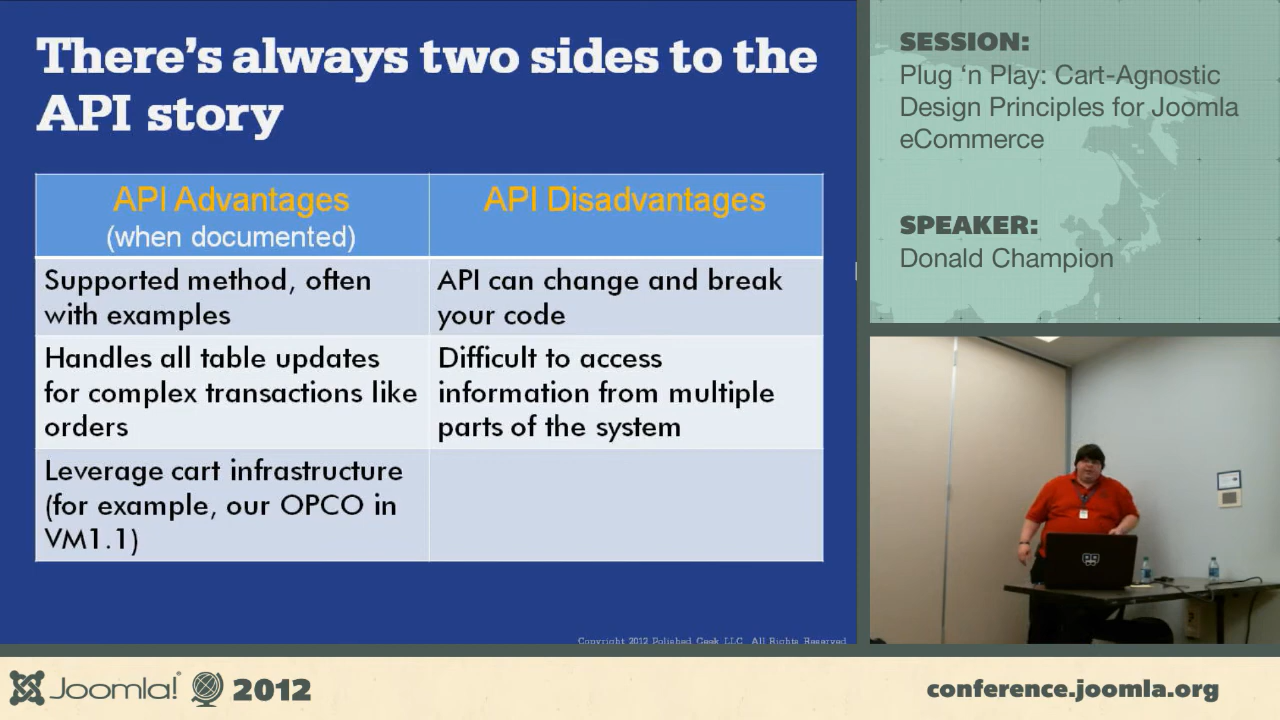 There's always two sides to the
API story
API Advantages
(when documented)
API Disadvantages
Supported method, often
with examples
API can change and break
your code
Handles all table updates
for complex transactions like
orders
Difficult to access
information from multiple
parts of the system
Leverage cart infrastructure
(for example, our OPCO in
VM1.1)
Copyright 2012 Polished Geek LLC. All Rights Reserved
SESSION:
Plug ‘n Play: Cart-Agnostic
Design Principles for Joomla
eCommerce
SPEAKER:
Donald Champion
Joomla! 2012
conference.joomla.org